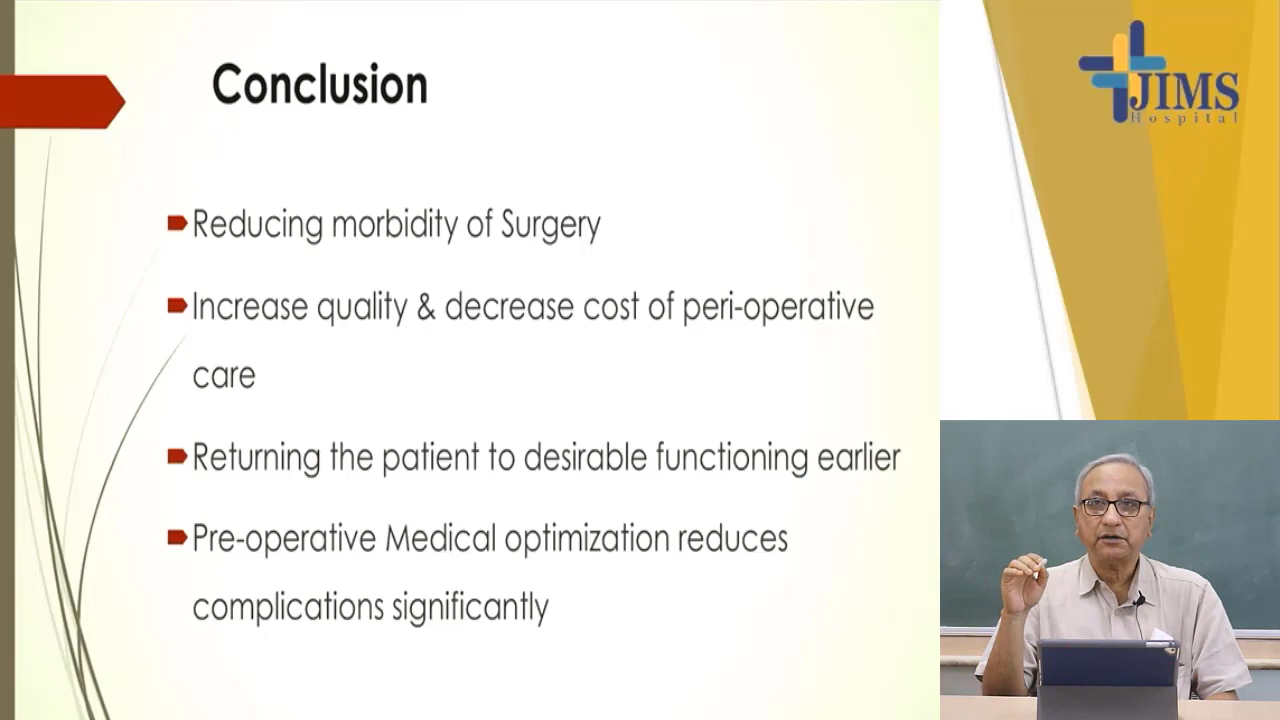 Conclusion
Reducing morbidity of Surgery
Increase quality & decrease cost of peri-operative
care
Returning the patient to desirable functioning earlier
Pre-operative Medical optimization reduces
complications significantly
JIMS
Hospital